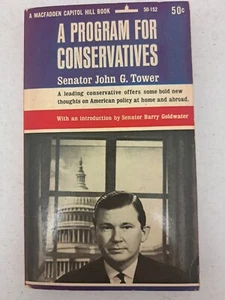 A MACFADDEN CAPITOL HILL BOOK
50-152
50¢
A PROGRAM FOR
CONSERVATIVES
Senator John G. Tower
A leading conservative offers some bold new
thoughts on American policy at home and abroad.
With an introduction by Senator Barry Goldwater